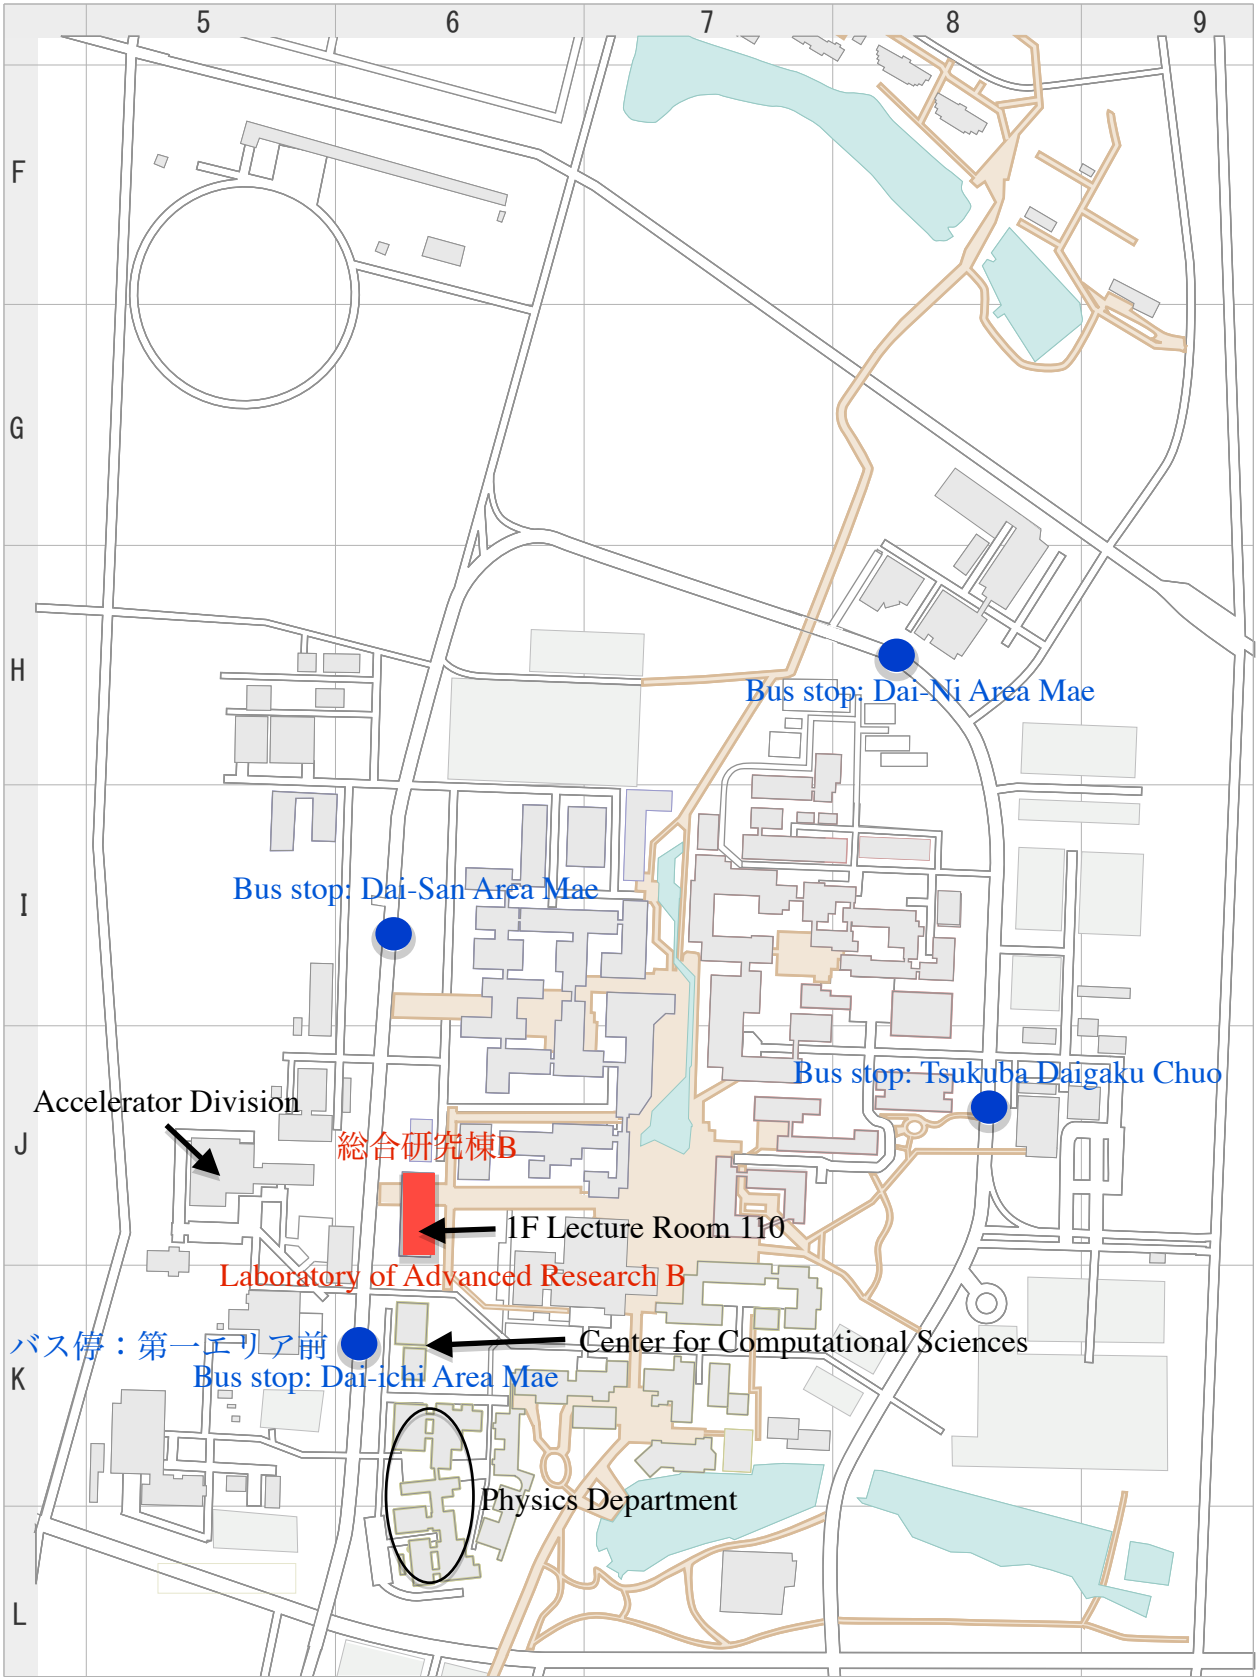 5 6 7 8 9
F
G
H
Bus stop: Dai-Ni Area Mae
Bus stop: Dai-San Area Mae
I
Bus stop: Tsukuba Daigaku Chuo
Accelerator Division
J
総合研究棟B
1F Lecture Room 110
Laboratory of Advanced Research B
バス停：第一エリア前
Center for Computational Sciences
K
Bus stop: Dai-ichi Area Mae
Physics Department
L